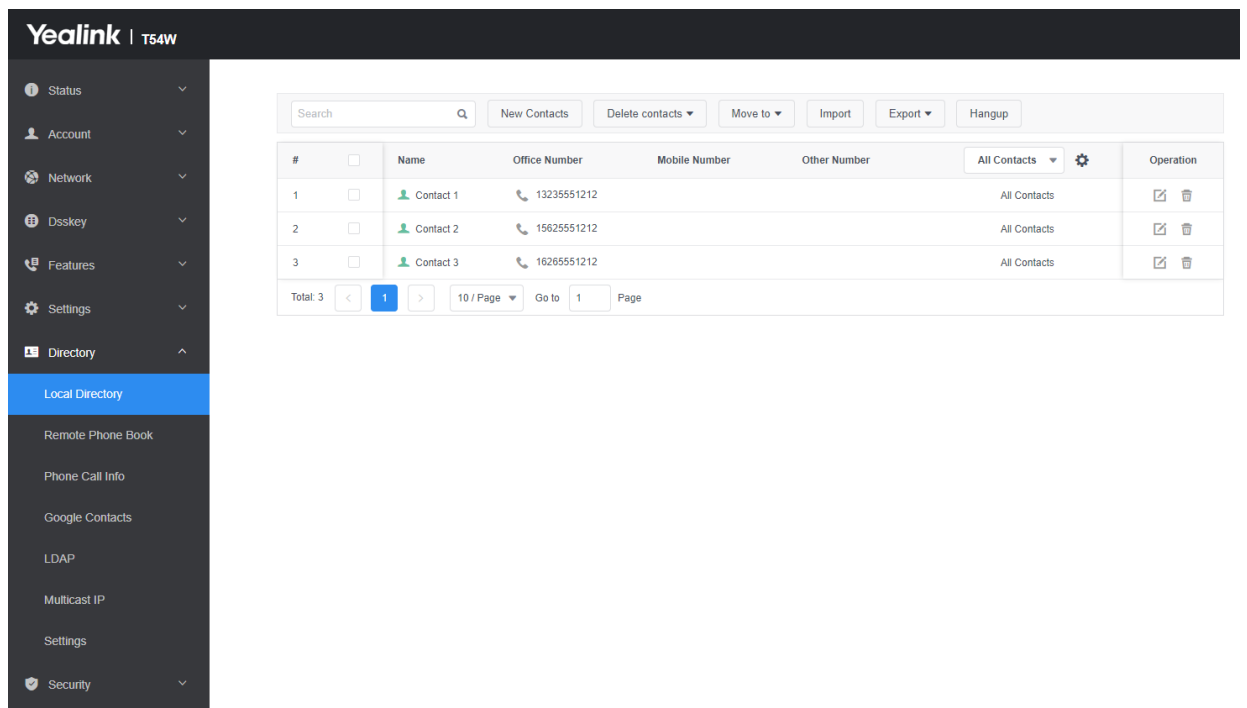 Yealink | T54W
Status
Account
Network
Dsskey
Features
Settings
Directory
Local Directory
Remote Phone Book
Phone Call Info
Google Contacts
LDAP
Multicast IP
Settings
Security
Search New Contacts Delete contacts Move to Import Export Hangup
# Name Office Number Mobile Number Other Number All Contacts Operation
1 Contact 1 13235551212 All Contacts
2 Contact 2 15625551212 All Contacts
3 Contact 3 16265551212 All Contacts
Total: 3 < 1 > 10 / Page Go to 1 Page